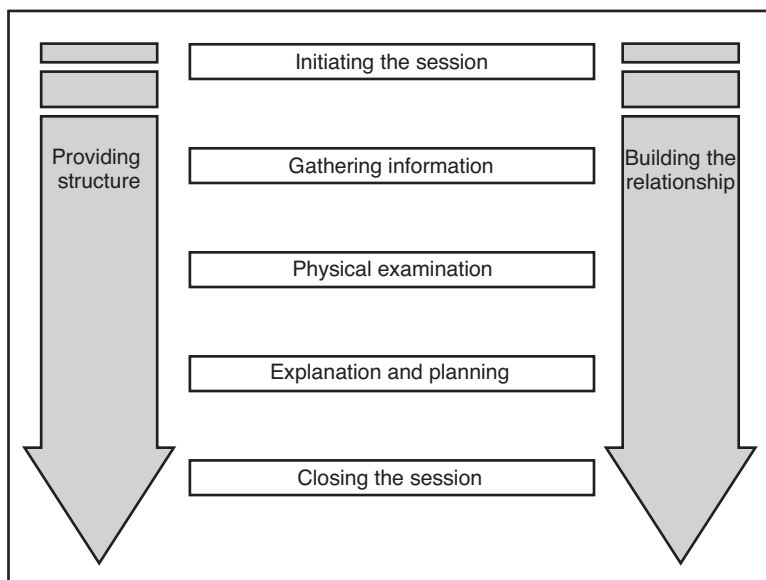 Initiating the session
Providing
structure
Gathering information
Building the
relationship
Physical examination
Explanation and planning
Closing the session